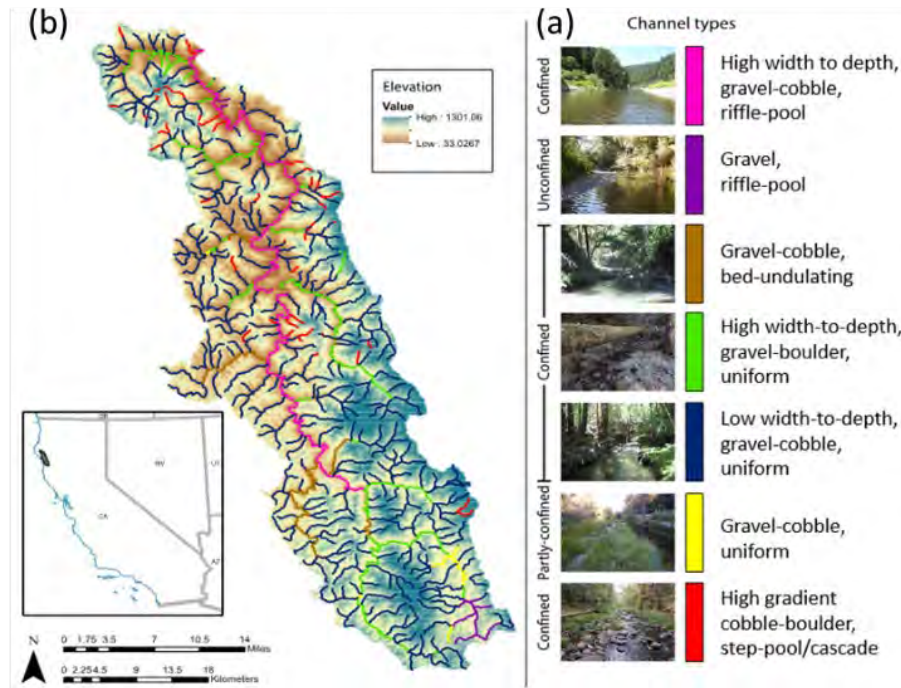 (b)
Elevation
Value
High : 1301.06
Low : 33.0267
NV
UT
CA
AZ
N
0 1.75 3.5 7 10.5 14
Miles
0 2.25 4.5 9 13.5 18
Kilometers
(a)
Channel types
Confined
High width to depth,
gravel-cobble,
riffle-pool
Unconfined
Gravel,
riffle-pool
Confined
Gravel-cobble,
bed-undulating
High width-to-depth,
gravel-boulder,
uniform
Low width-to-depth,
gravel-cobble,
uniform
Partly-confined
Gravel-cobble,
uniform
Confined
High gradient
cobble-boulder,
step-pool/cascade